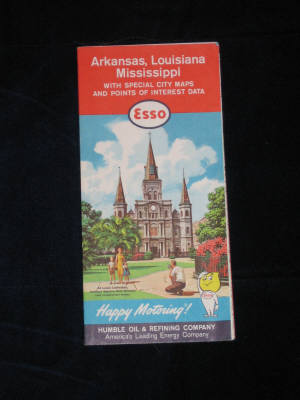 Arkansas, Louisiana
Mississippi
WITH SPECIAL CITY MAPS
AND POINTS OF INTEREST DATA
Esso
Happy Motoring!
HUMBLE OIL & REFINING COMPANY
America's Leading Energy Company